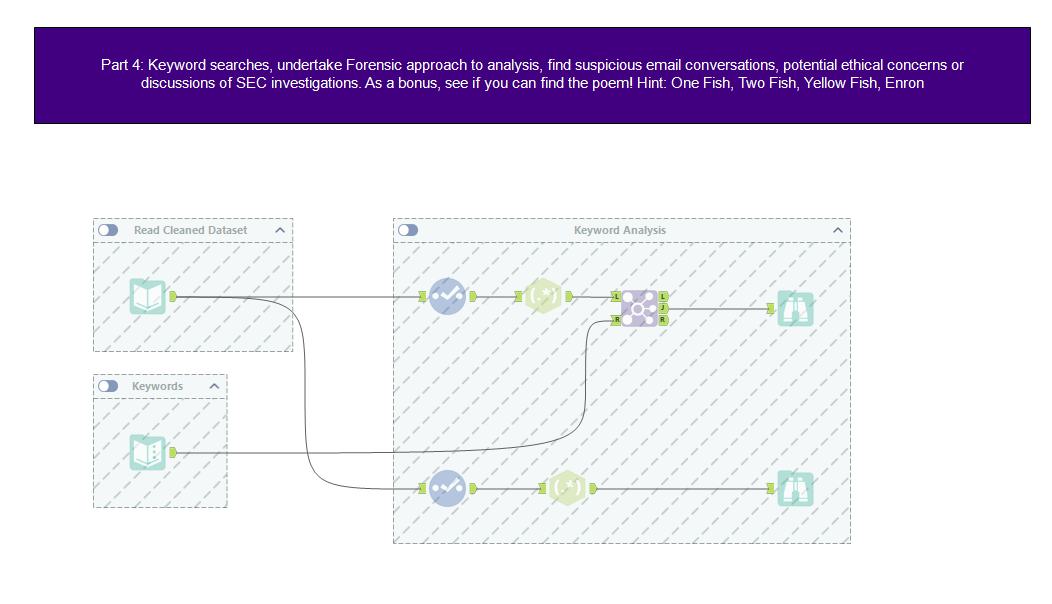 Part 4: Keyword searches, undertake Forensic approach to analysis, find suspicious email conversations, potential ethical concerns or
discussions of SEC investigations. As a bonus, see if you can find the poem! Hint: One Fish, Two Fish, Yellow Fish, Enron
Read Cleaned Dataset
Keyword Analysis
(.*)
L
L
J
R
R
Keywords
(.*)